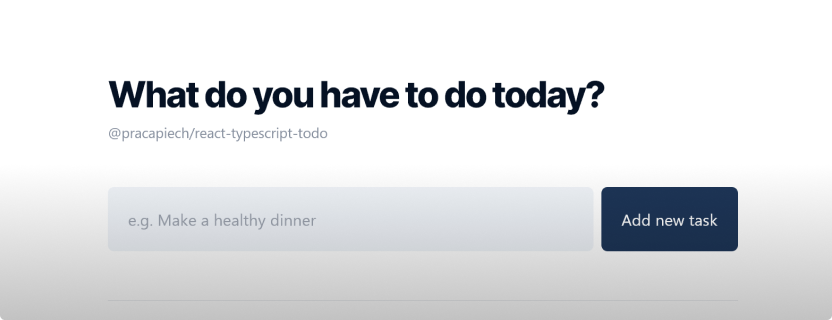 What do you have to do today?
@pracapiech/react-typescript-todo
e.g. Make a healthy dinner
Add new task